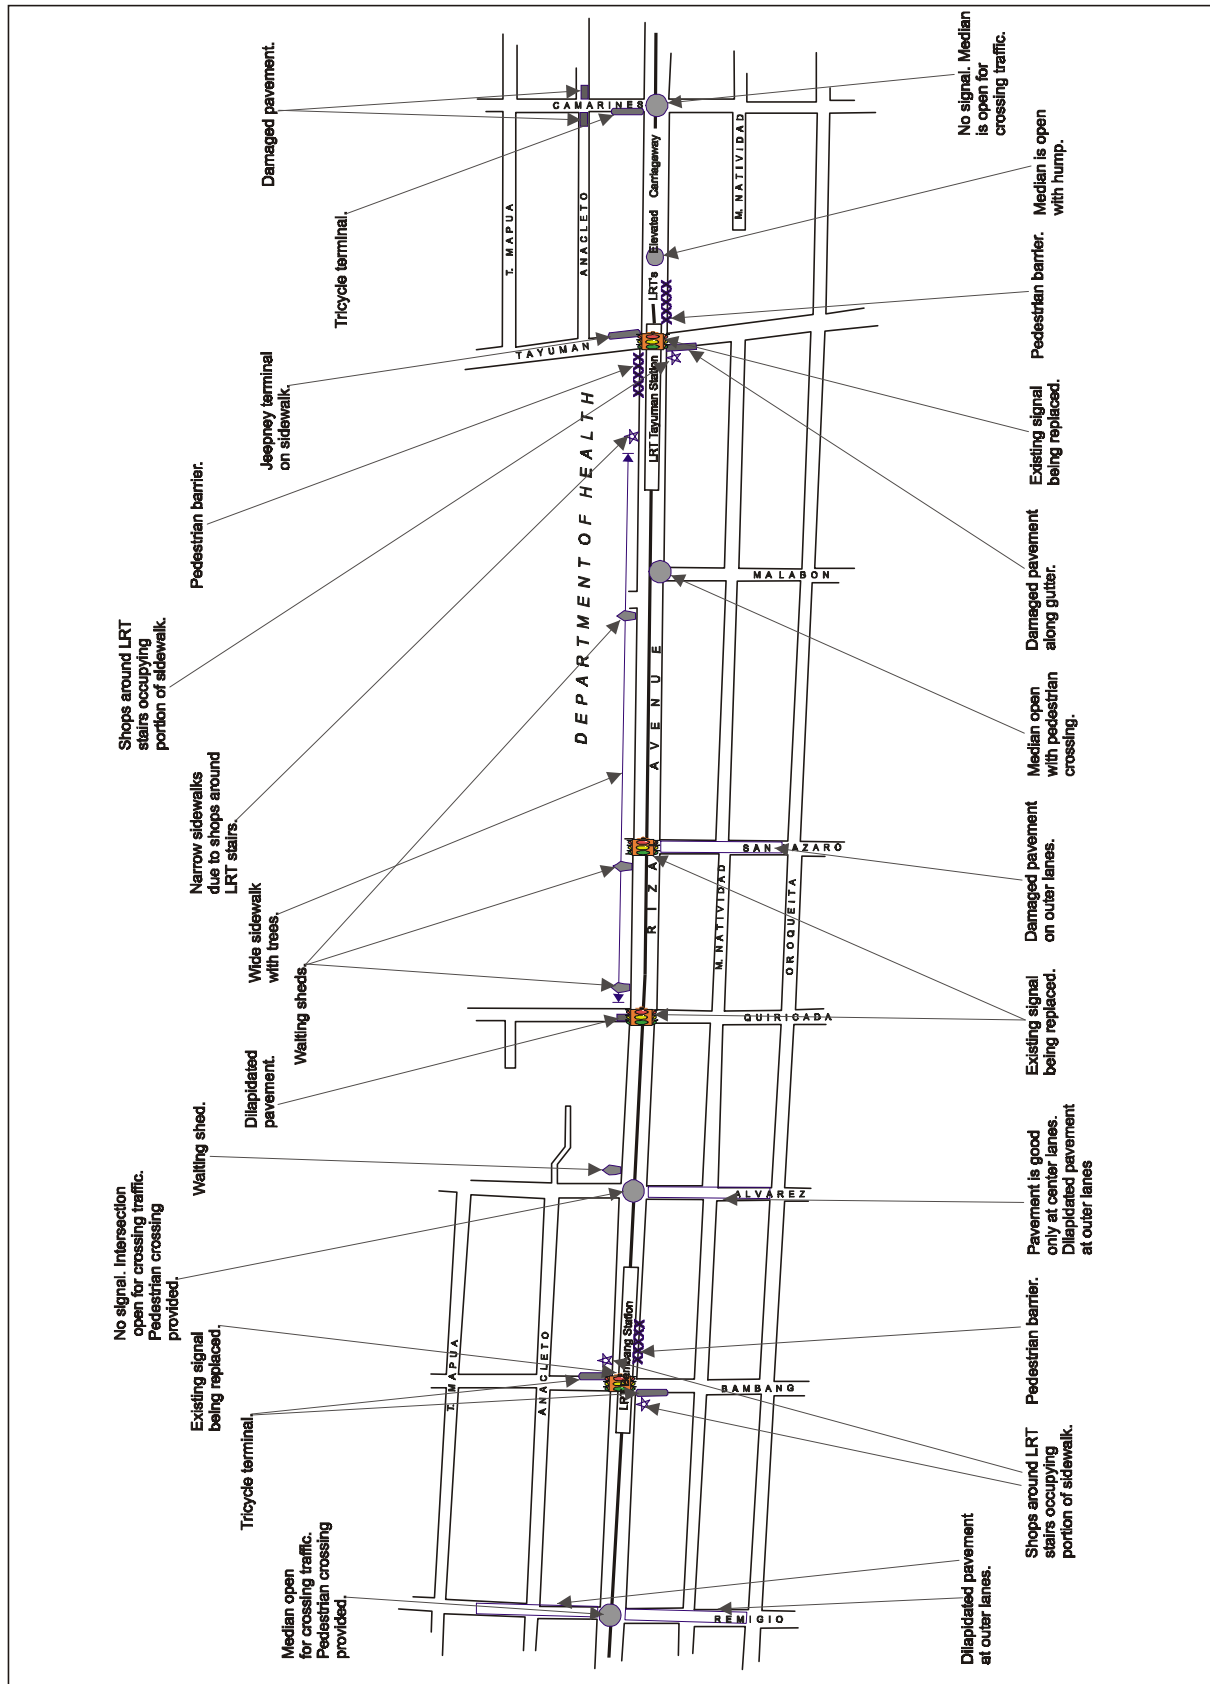 Damaged pavement.
Tricycle terminal.
Jeepney terminal
on sidewalk.
Pedestrian barrier.
Shops around LRT
stairs occupying
portion of sidewalk.
Narrow sidewalks
due to shops around
LRT stairs.
Wide sidewalk
with trees.
Waiting sheds.
Dilapidated
pavement.
Waiting shed.
No signal. Intersection
open for crossing traffic.
Pedestrian crossing
provided.
Existing signal
being replaced.
Tricycle terminal.
Median open
for crossing traffic.
Pedestrian crossing
provided.
CAMARINES
T. MAPUA
ANACLETO
M. NATIVIDAD
LRT's Elevated Carriageway
TAYUMAN
LRT Tayuman Station
DEPARTMENT OF HEALTH
MALABON
RIZA AVENUE
SAN AZARO
M. NATIVIDAD
OROQUEITA
QUIRICADA
ALVAREZ
T. MAPUA
ANACLETO
LRT Bambang Station
BAMBANG
REMIGIO
No signal. Median
is open for
crossing traffic.
Median is open
with hump.
Pedestrian barrier.
Existing signal
being replaced.
Damaged pavement
along gutter.
Median open
with pedestrian
crossing.
Damaged pavement
on outer lanes.
Existing signal
being replaced.
Pavement is good
only at center lanes.
Dilapidated pavement
at outer lanes
Pedestrian barrier.
Shops around LRT
stairs occupying
portion of sidewalk.
Dilapidated pavement
at outer lanes.